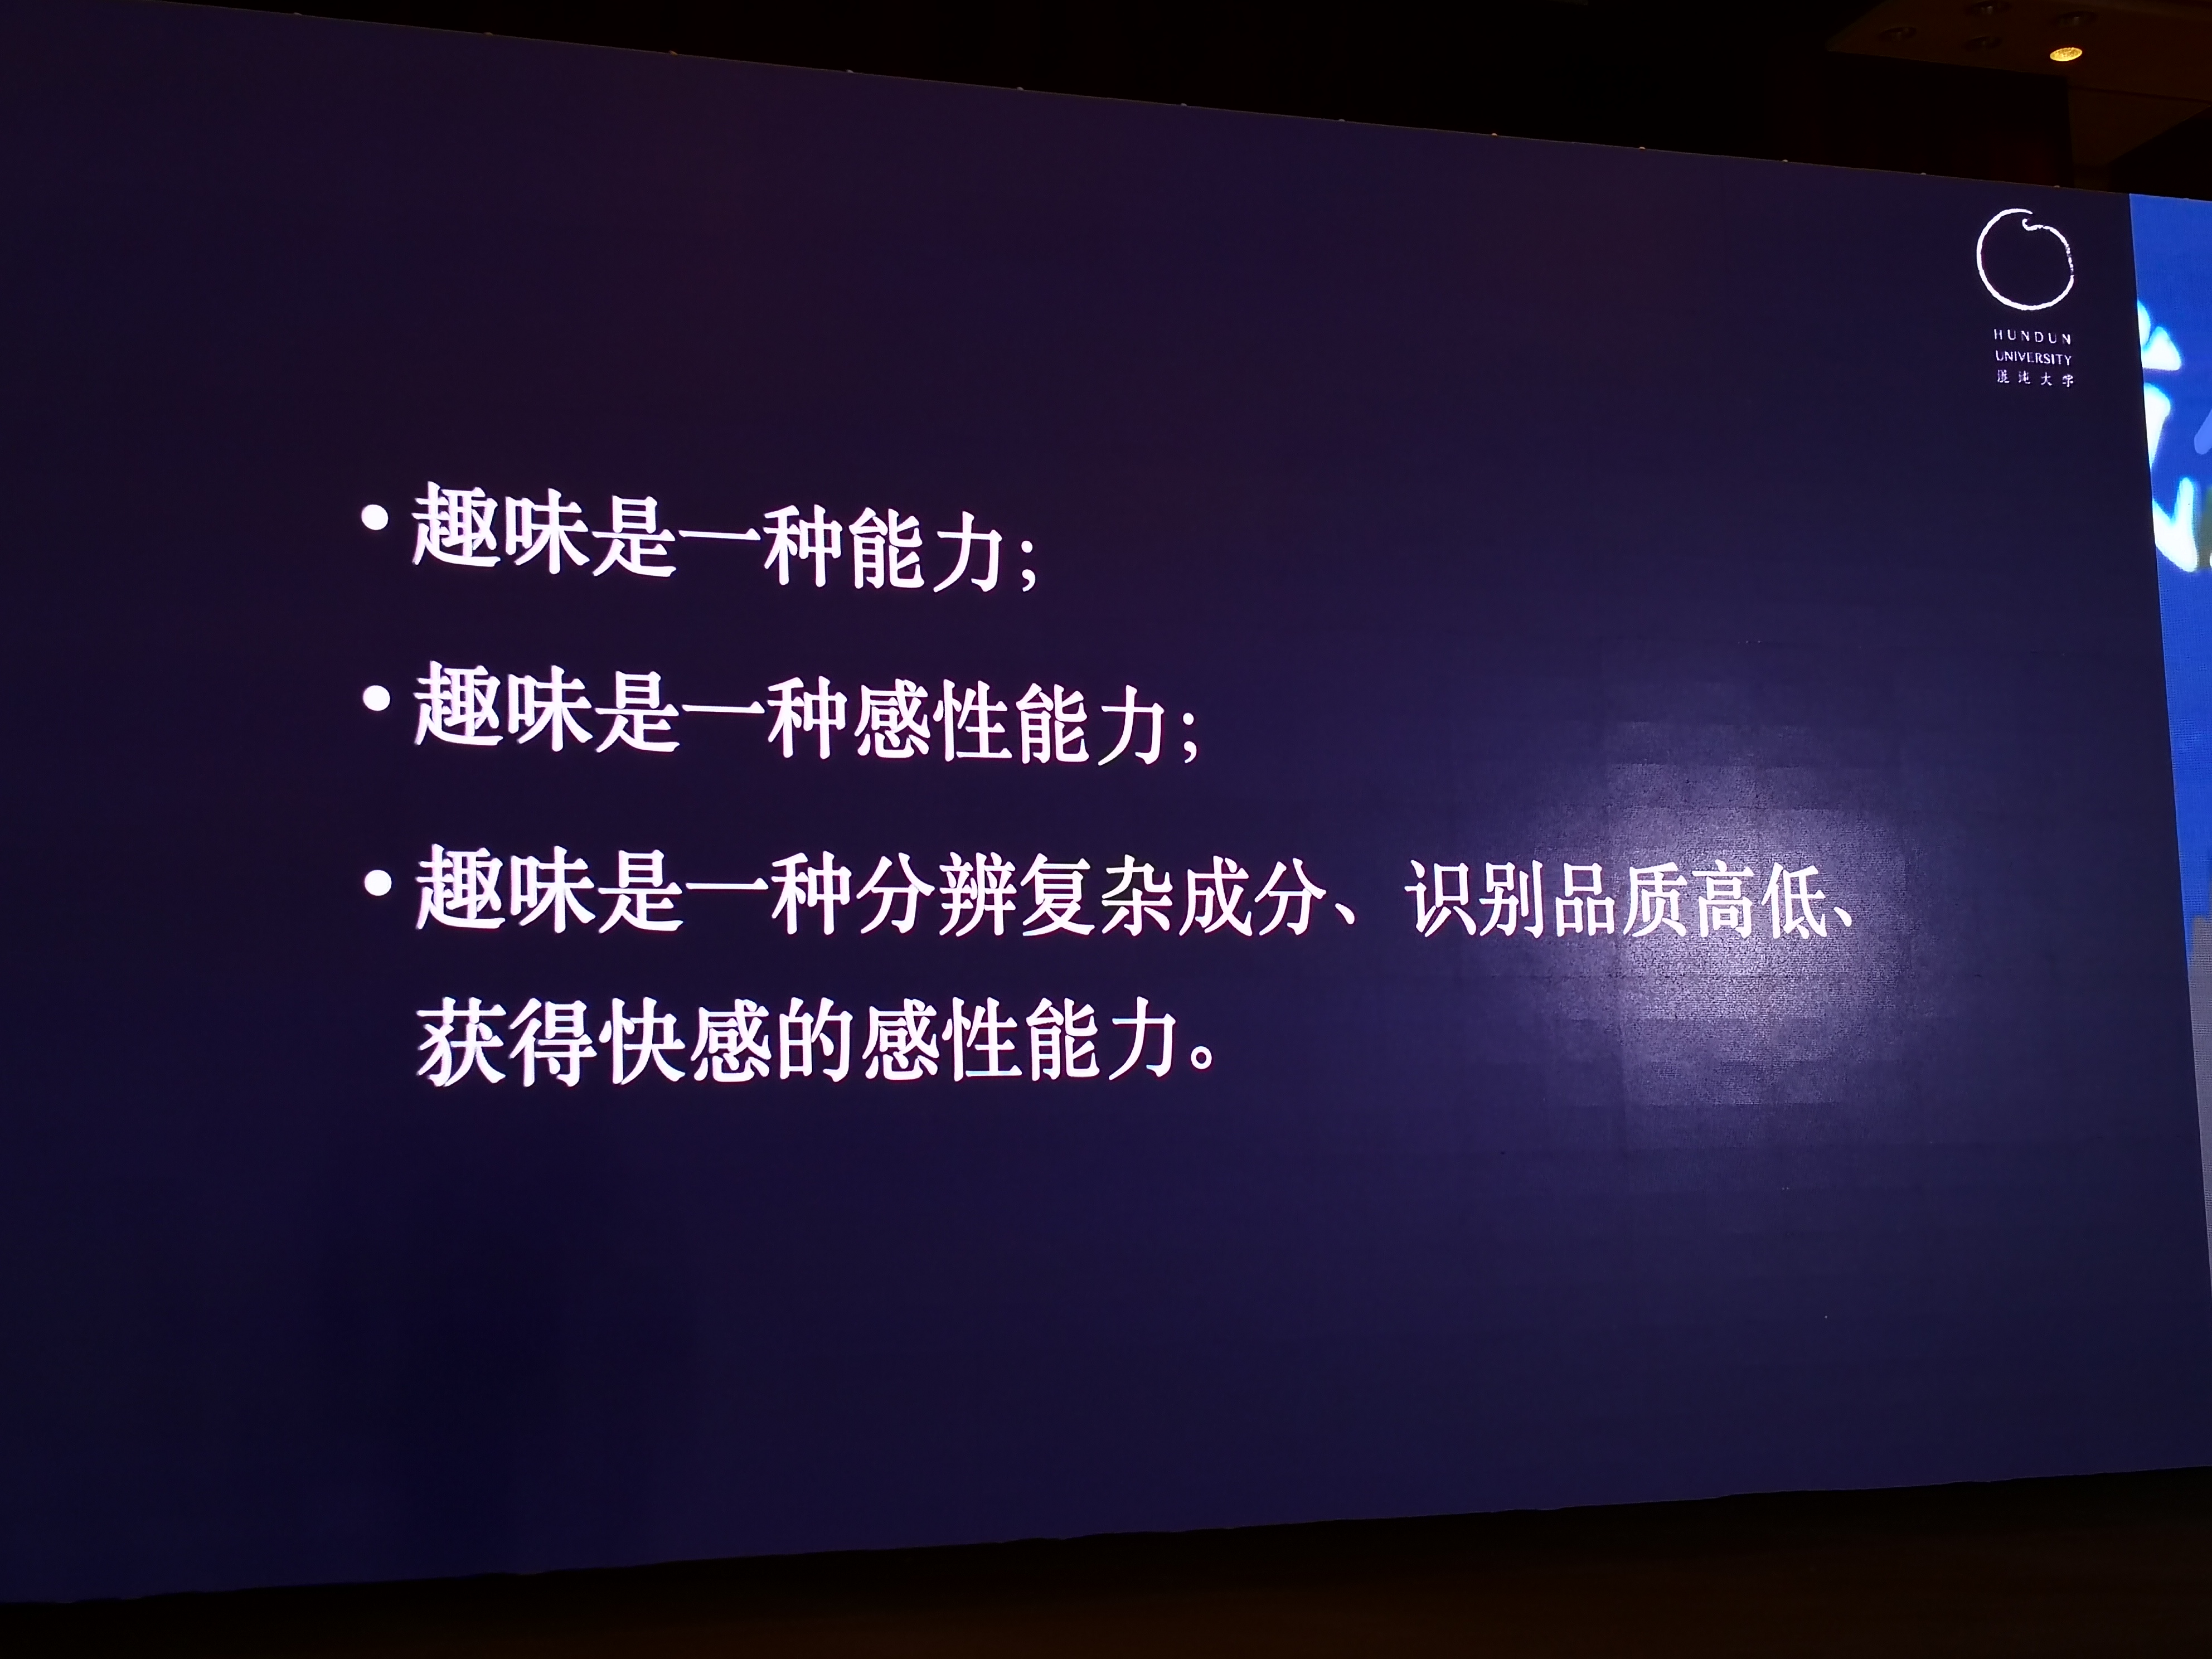 HUNDUN
UNIVERSITY
混沌大学
• 趣味是一种能力；
• 趣味是一种感性能力；
• 趣味是一种分辨复杂成分、识别品质高低、
获得快感的感性能力。